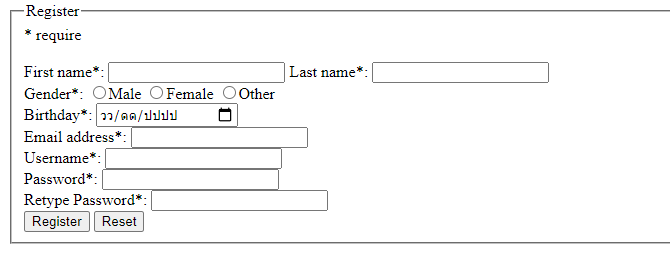 Register
* require
First name*: Last name*:
Gender*: Male Female Other
Birthday*: วว/ดด/ปปปป
Email address*:
Username*:
Password*:
Retype Password*:
Register Reset